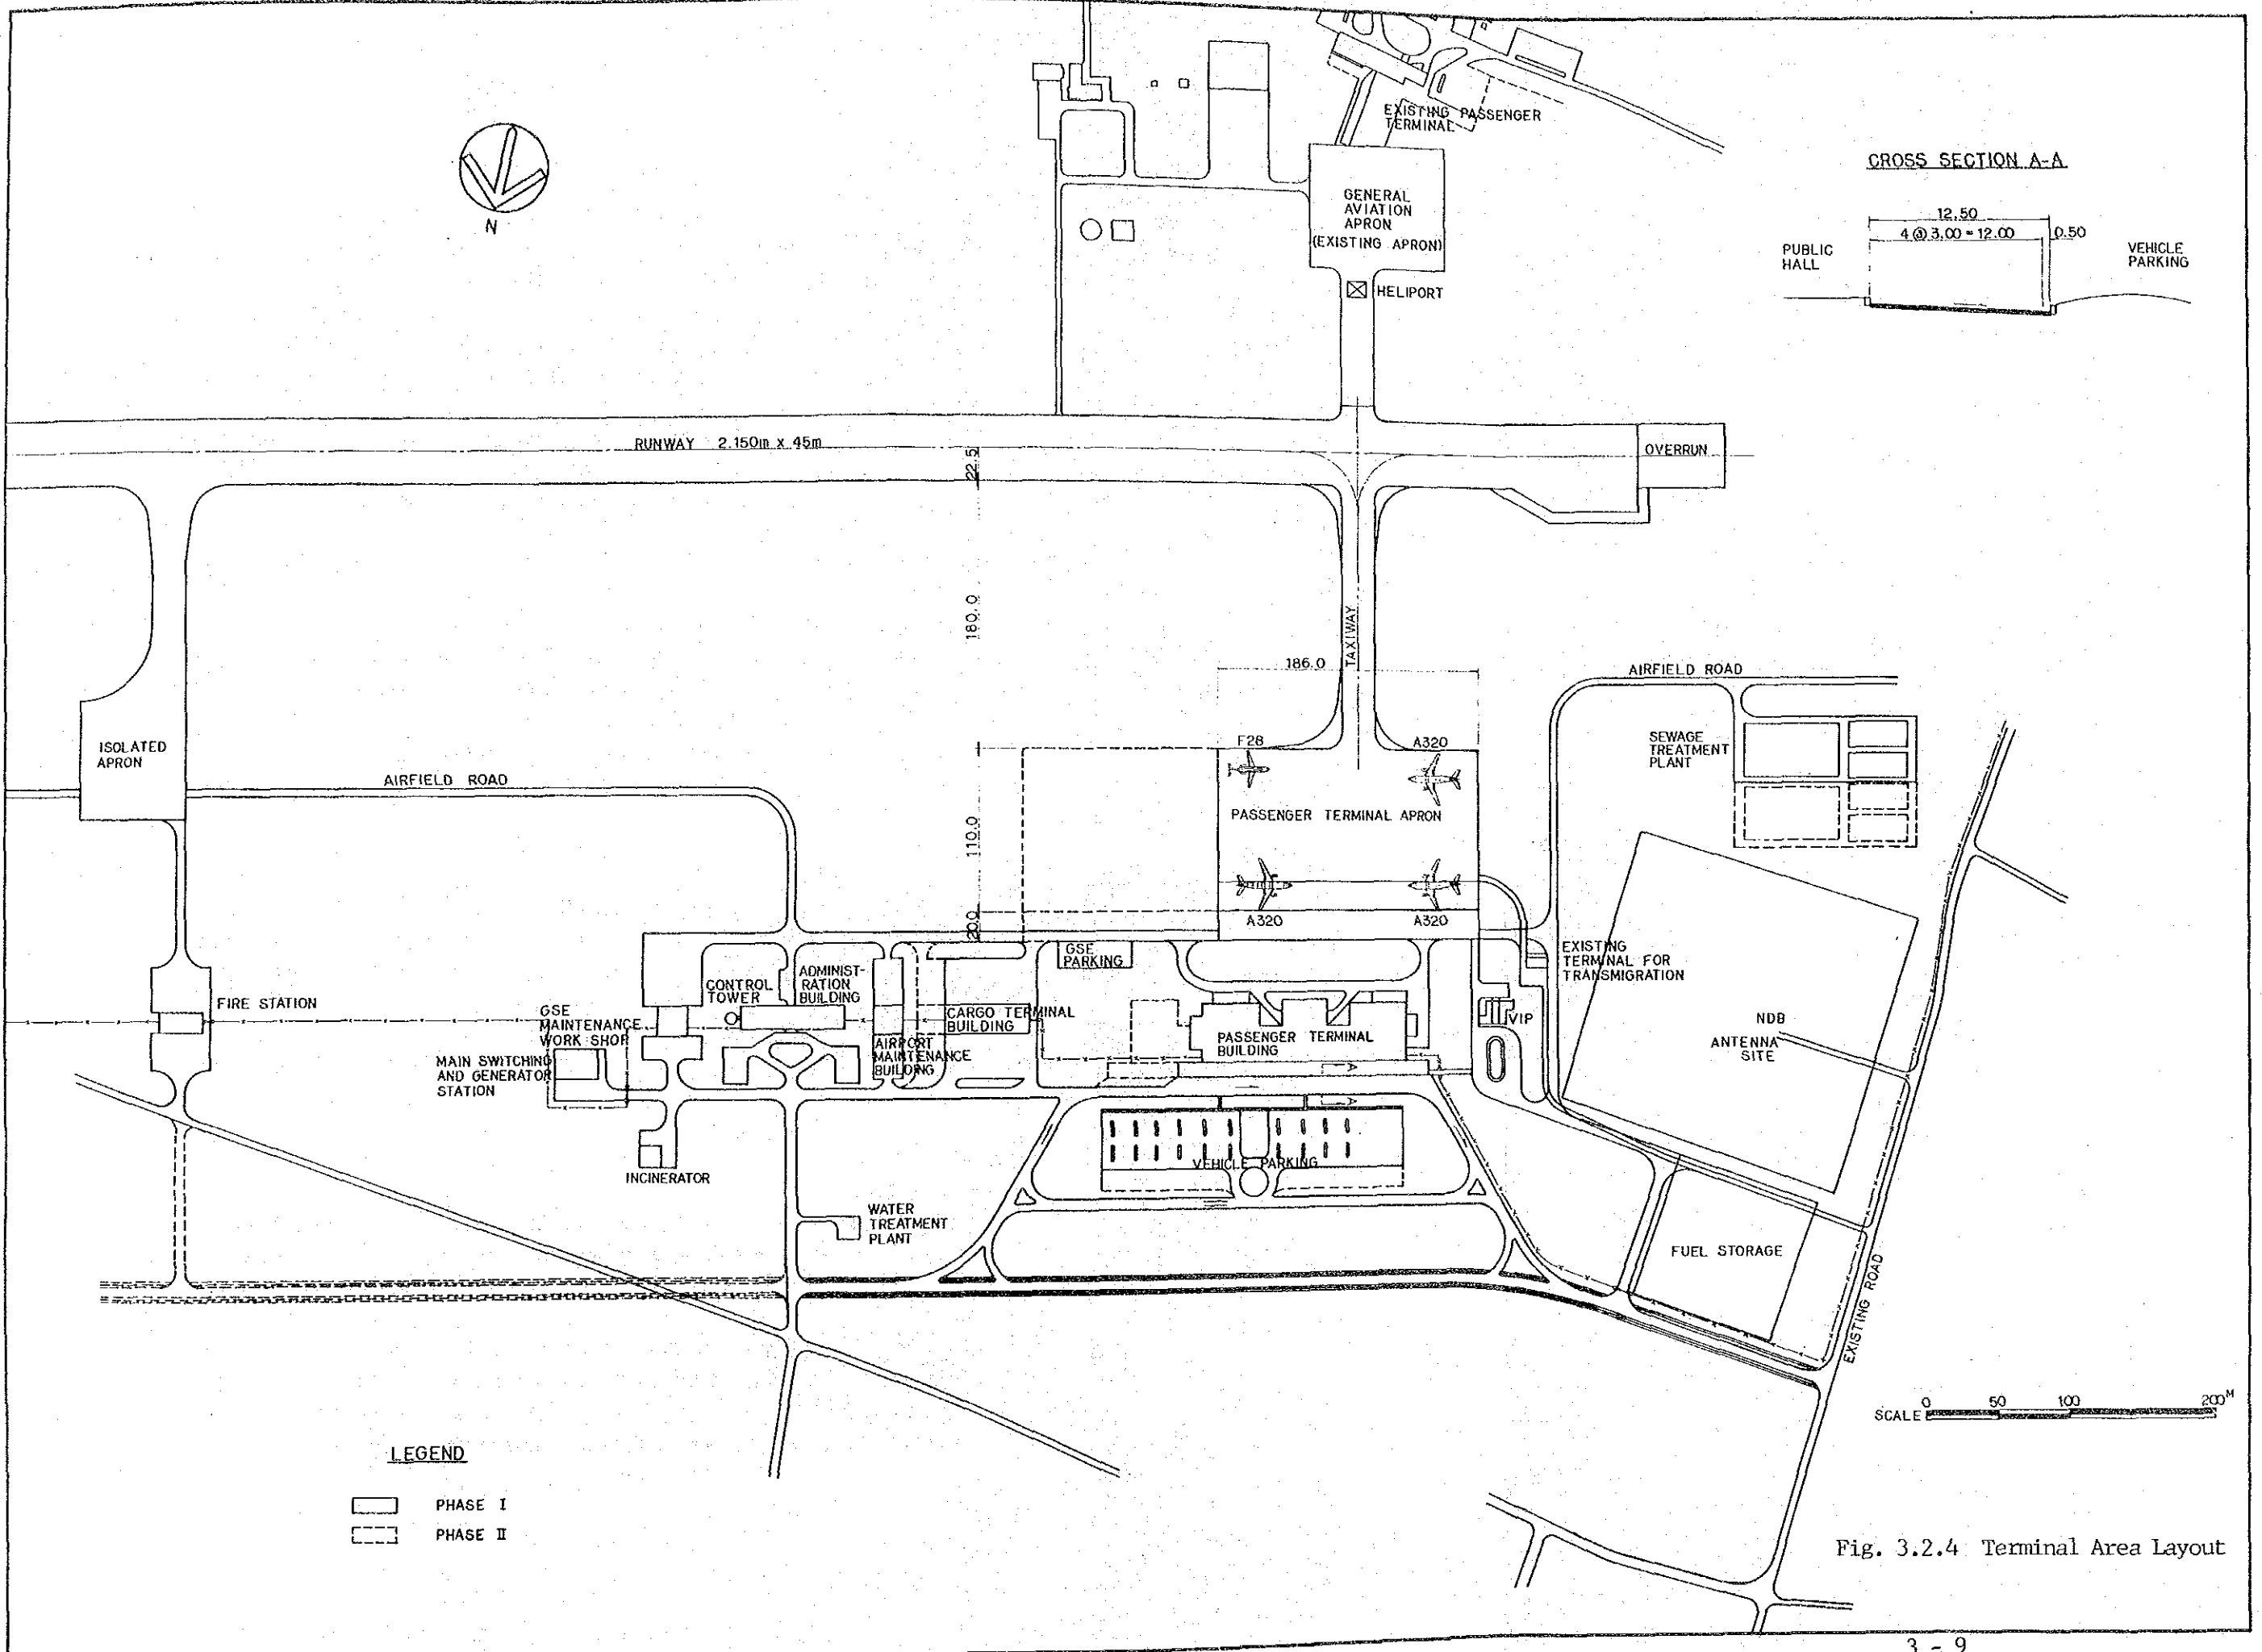 EXISTING PASSENGER
TERMINAL
CROSS SECTION A-A
12.50
4 @ 3.00 = 12.00
0.50
PUBLIC
HALL
VEHICLE
PARKING
N
GENERAL
AVIATION
APRON
(EXISTING APRON)
HELIPORT
RUNWAY 2.150m x 45m
OVERRUN
22.5
180.0
TAXIWAY
186.0
AIRFIELD ROAD
ISOLATED
APRON
AIRFIELD ROAD
F28
A320
SEWAGE
TREATMENT
PLANT
PASSENGER TERMINAL APRON
110.0
A320
A320
20.0
GSE
PARKING
EXISTING
TERMINAL FOR
TRANSMIGRATION
FIRE STATION
CONTROL
TOWER
ADMINIST-
RATION
BUILDING
GSE
MAINTENANCE
WORK SHOP
CARGO TERMINAL
BUILDING
AIRPORT
MAINTENANCE
BUILDING
PASSENGER TERMINAL
BUILDING
VIP
NDB
ANTENNA
SITE
MAIN SWITCHING
AND GENERATOR
STATION
VEHICLE PARKING
INCINERATOR
WATER
TREATMENT
PLANT
FUEL STORAGE
EXISTING ROAD
SCALE
0 50 100 200M
LEGEND
PHASE I
PHASE II
Fig. 3.2.4 Terminal Area Layout
3 - 9